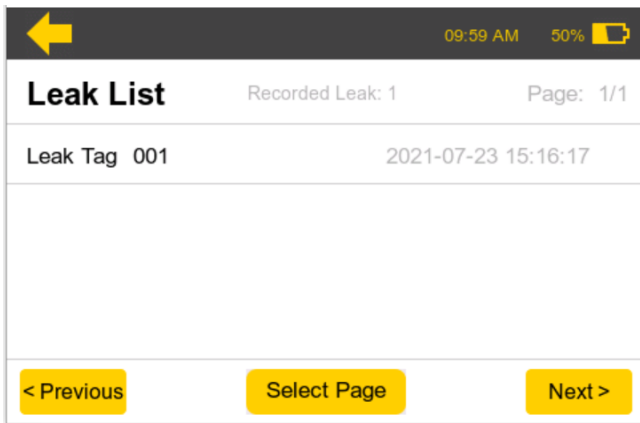 09:59 AM 50%
Leak List Recorded Leak: 1 Page: 1/1
Leak Tag 001 2021-07-23 15:16:17
< Previous Select Page Next >